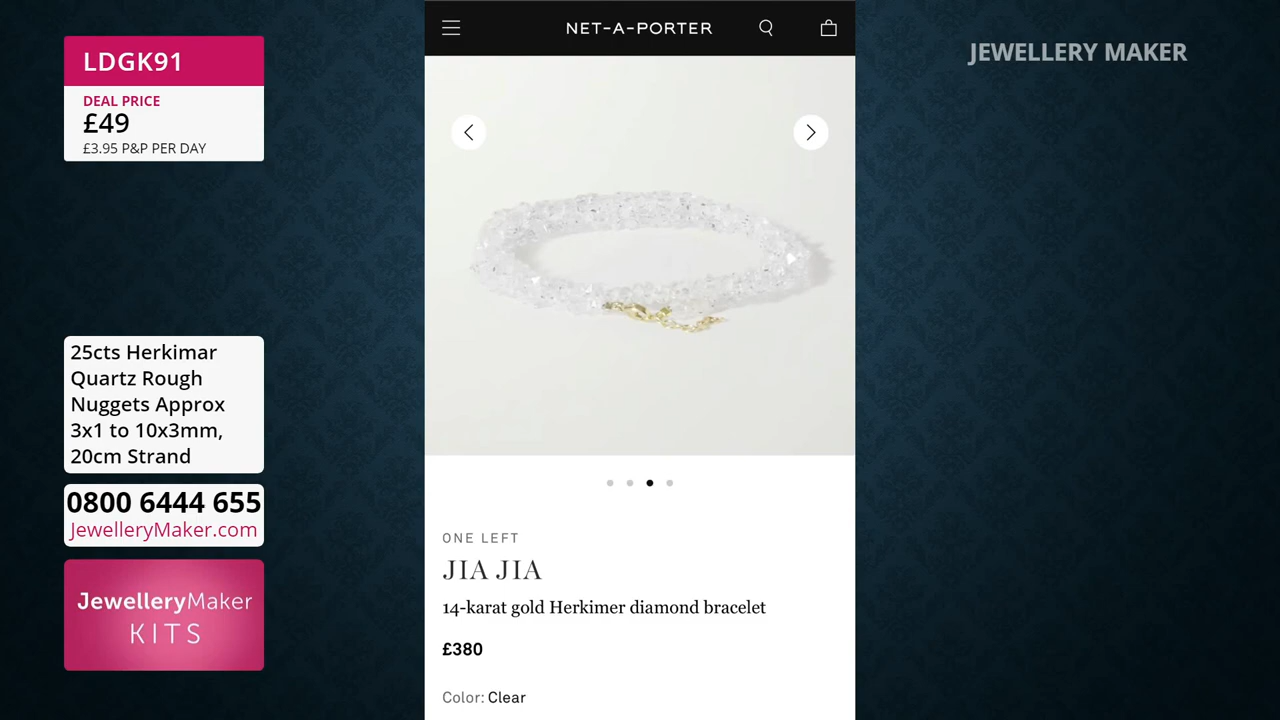 LDGK91
DEAL PRICE
£49
£3.95 P&P PER DAY
25cts Herkimar
Quartz Rough
Nuggets Approx
3x1 to 10x3mm,
20cm Strand
0800 6444 655
JewelleryMaker.com
JewelleryMaker
KITS
NET-A-PORTER
ONE LEFT
JIA JIA
14-karat gold Herkimer diamond bracelet
£380
Color: Clear
JEWELLERY MAKER